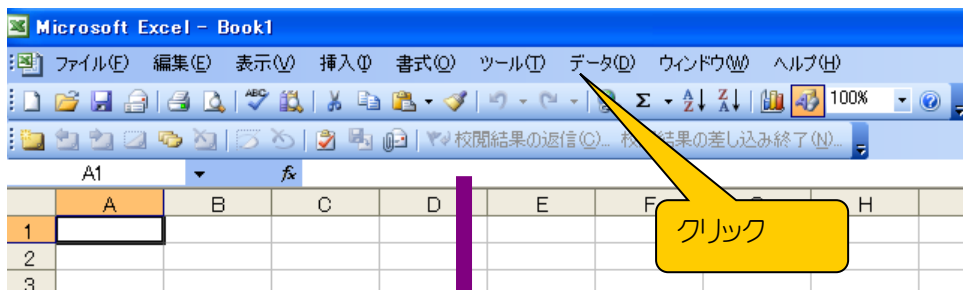 Microsoft Excel - Book1
ファイル(F) 編集(E) 表示(V) 挿入(I) 書式(O) ツール(T) データ(D) ウィンドウ(W) ヘルプ(H)
ABC Σ A Z Z A 100%
校閲結果の返信(C)... 校閲結果の差し込み終了(N)...
A1 fx
A B C D E F H
クリック
1
2
3